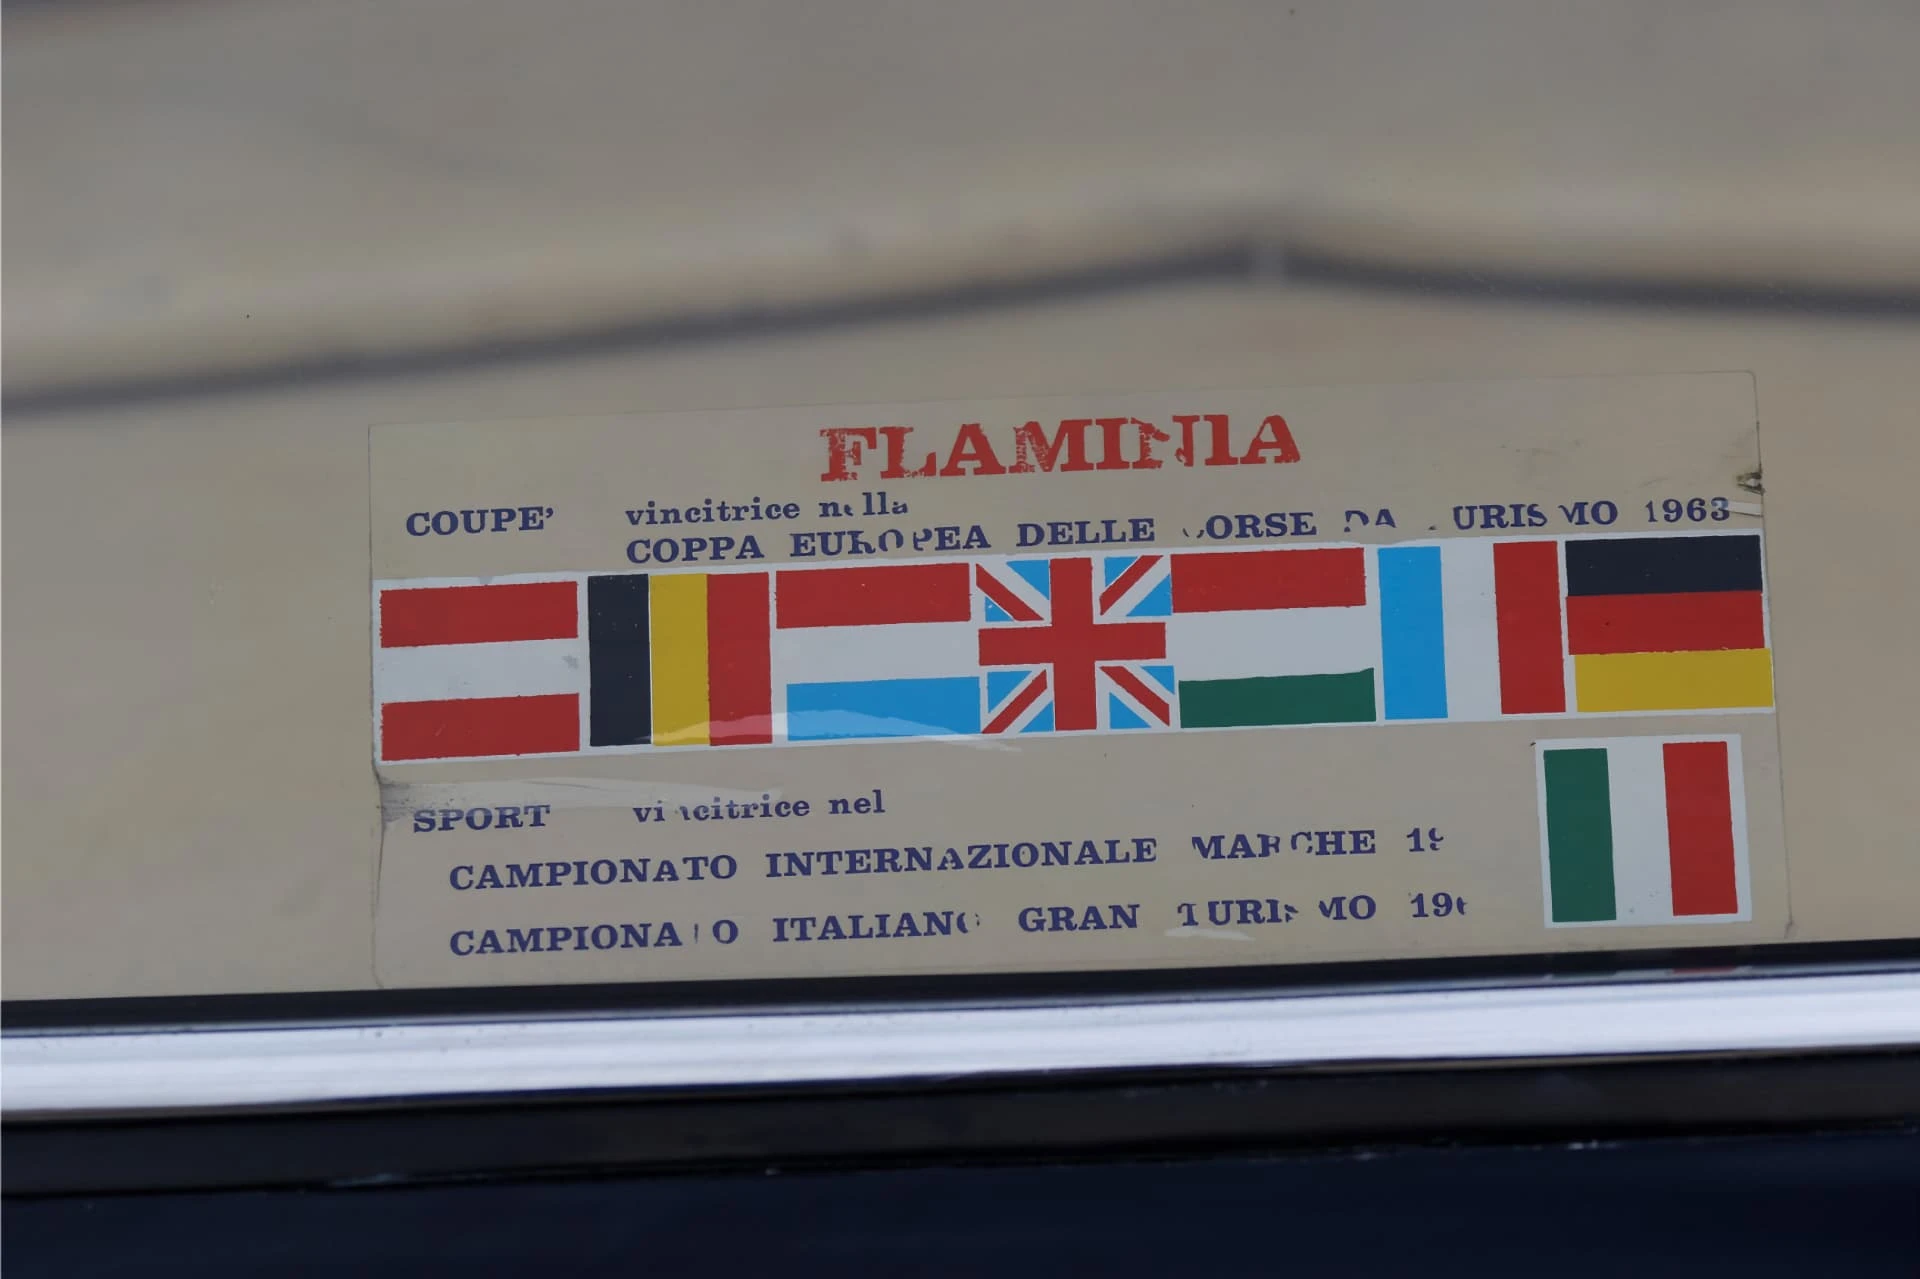 FLAMINIA
COUPE' vincitrice nella
COPPA EUROPEA DELLE CORSE DA TURISMO 1963
SPORT vincitrice nel
CAMPIONATO INTERNAZIONALE MARCHE
CAMPIONATO ITALIANO GRAN TURISMO